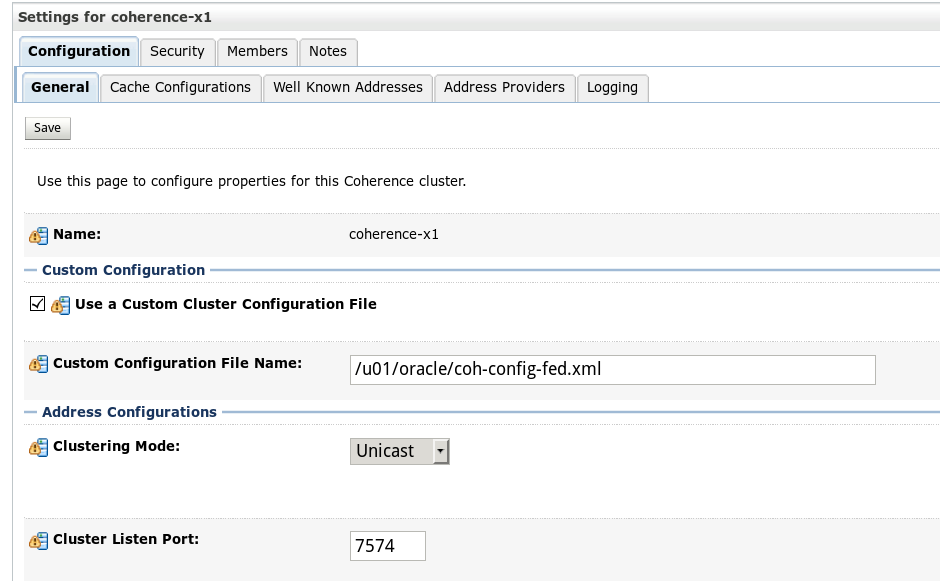 Settings for coherence-x1
Configuration Security Members Notes
General Cache Configurations Well Known Addresses Address Providers Logging
Save
Use this page to configure properties for this Coherence cluster.
Name: coherence-x1
Custom Configuration
Use a Custom Cluster Configuration File
Custom Configuration File Name: /u01/oracle/coh-config-fed.xml
Address Configurations
Clustering Mode: Unicast
Cluster Listen Port: 7574